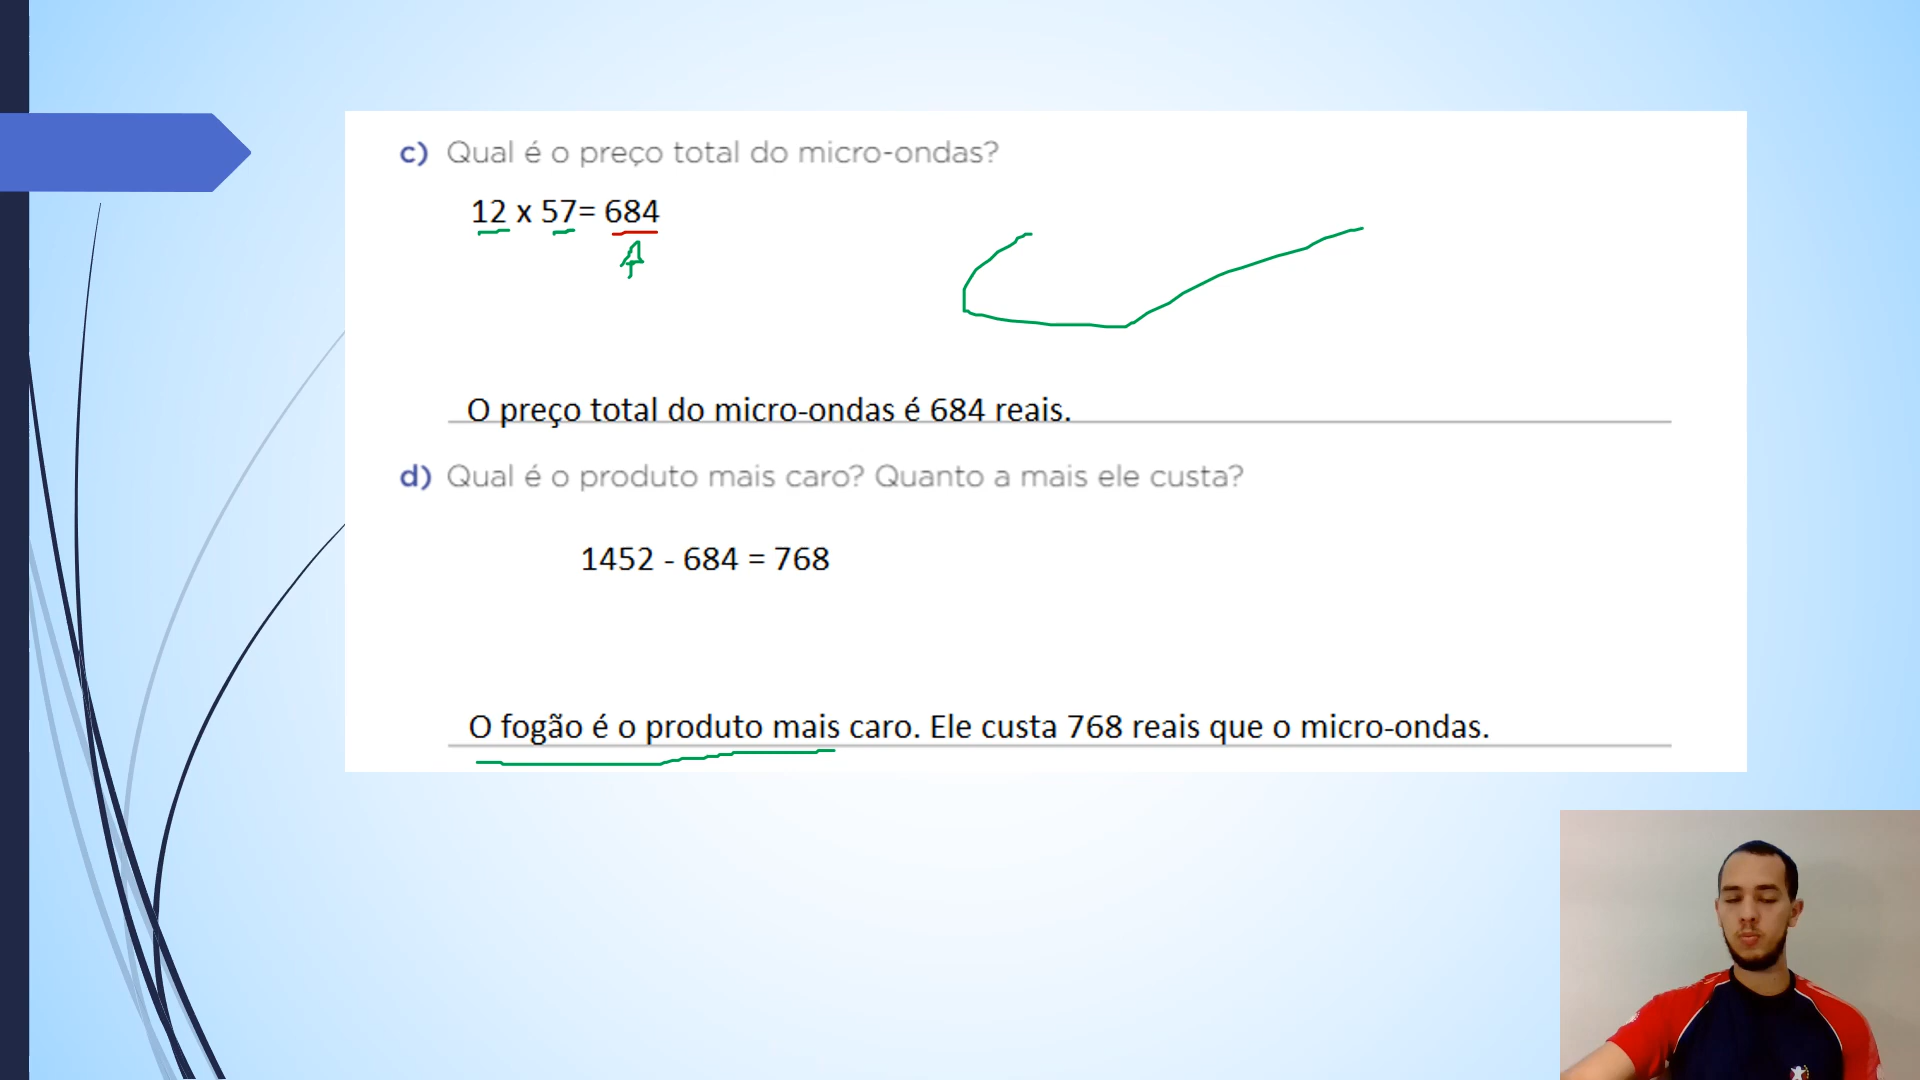 c) Qual é o preço total do micro-ondas?
12 x 57= 684
O preço total do micro-ondas é 684 reais.
d) Qual é o produto mais caro? Quanto a mais ele custa?
1452 - 684 = 768
O fogão é o produto mais caro. Ele custa 768 reais que o micro-ondas.